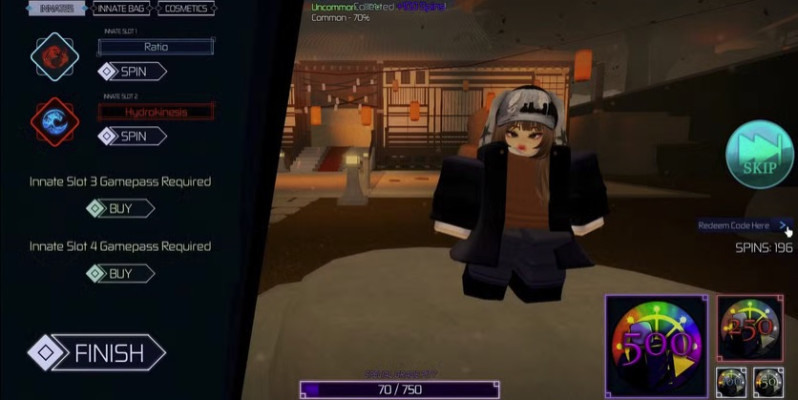 INNATES
INNATE BAG
COSMETICS
INNATE SLOT 1
Ratio
SPIN
INNATE SLOT 2
Hydrokinesis
SPIN
Innate Slot 3 Gamepass Required
BUY
Innate Slot 4 Gamepass Required
BUY
FINISH
Common - 70%
SKIP
Redeem Code Here
SPINS: 196
500
250
100
50
70 / 750